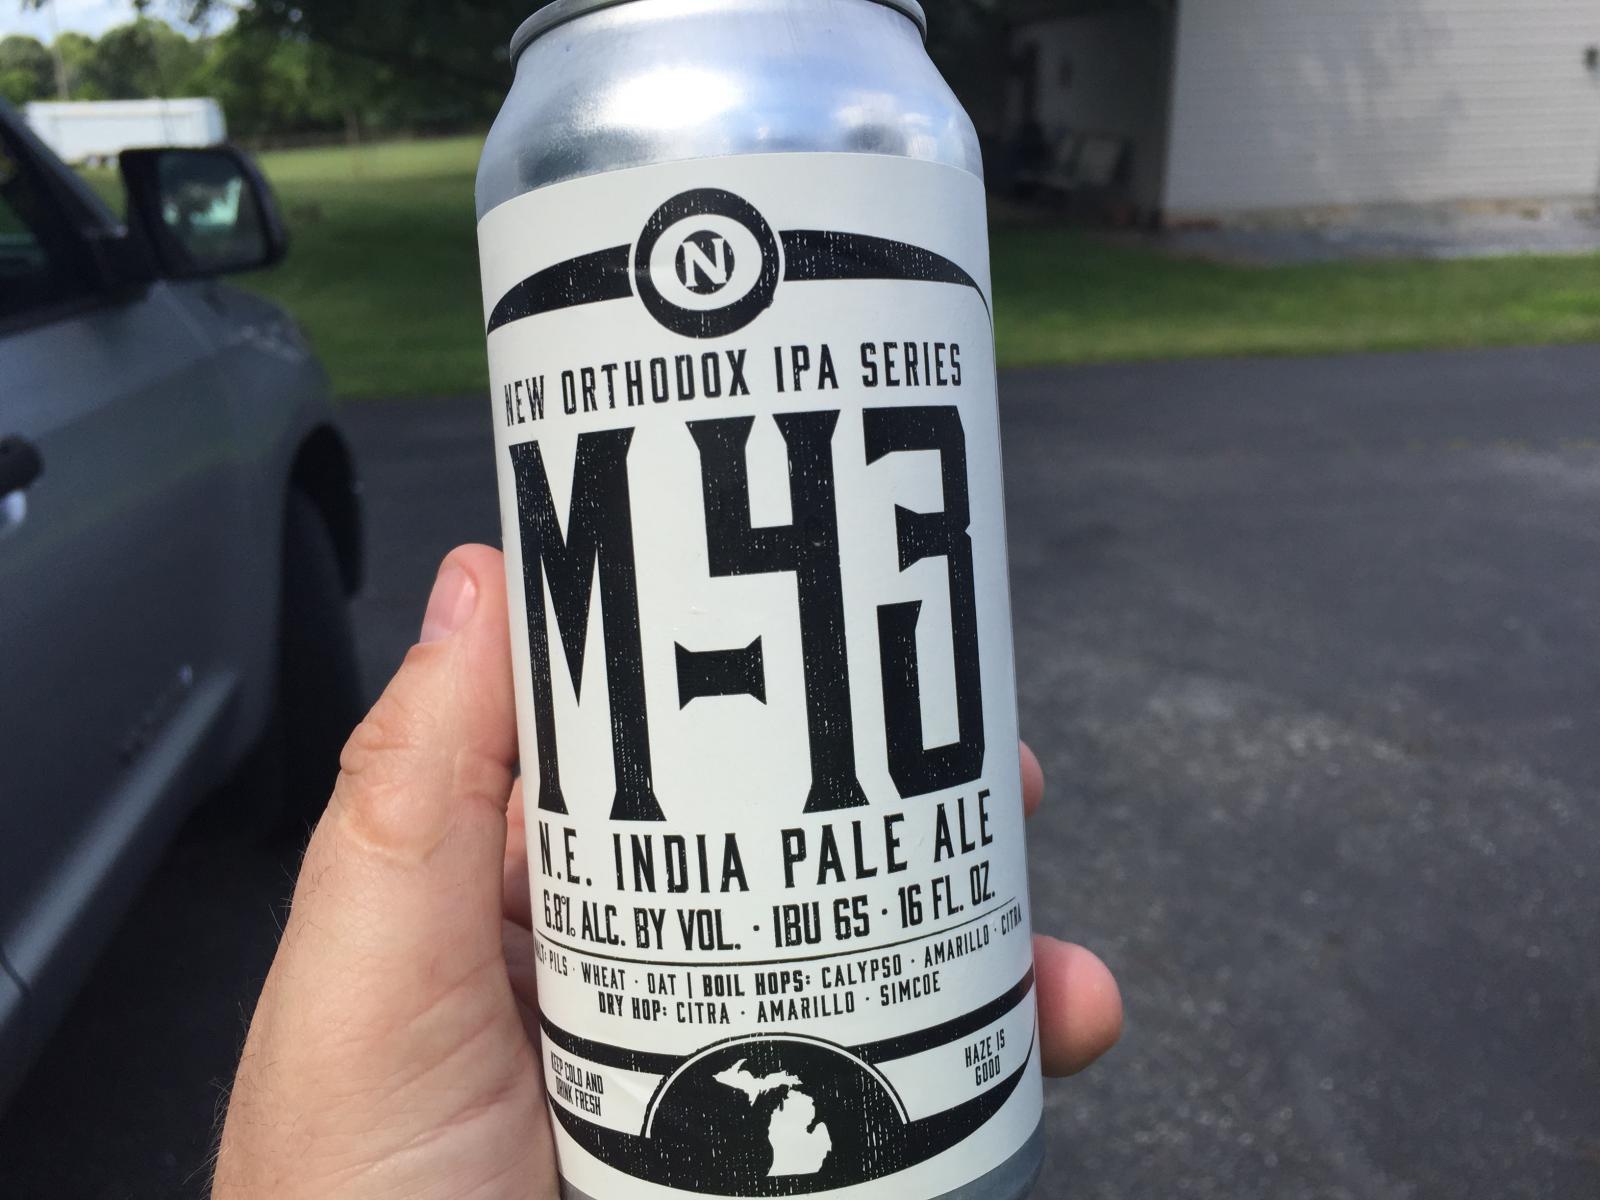 N
NEW ORTHODOX IPA SERIES
M-43
N.E. INDIA PALE ALE
6.8% ALC. BY VOL. · IBU 65 · 16 FL. OZ.
PILS · WHEAT · OAT | BOIL HOPS: CALYPSO · AMARILLO · CITRA
DRY HOP: CITRA · AMARILLO · SIMCOE
KEEP COLD AND
DRINK FRESH
HAZE IS
GOOD